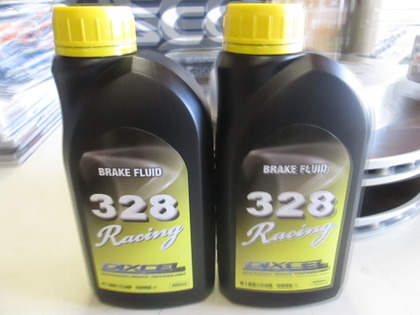 BRAKE FLUID
328
Racing
DIXCEL
BRAKE FLUID
328
Racing
DIXCEL